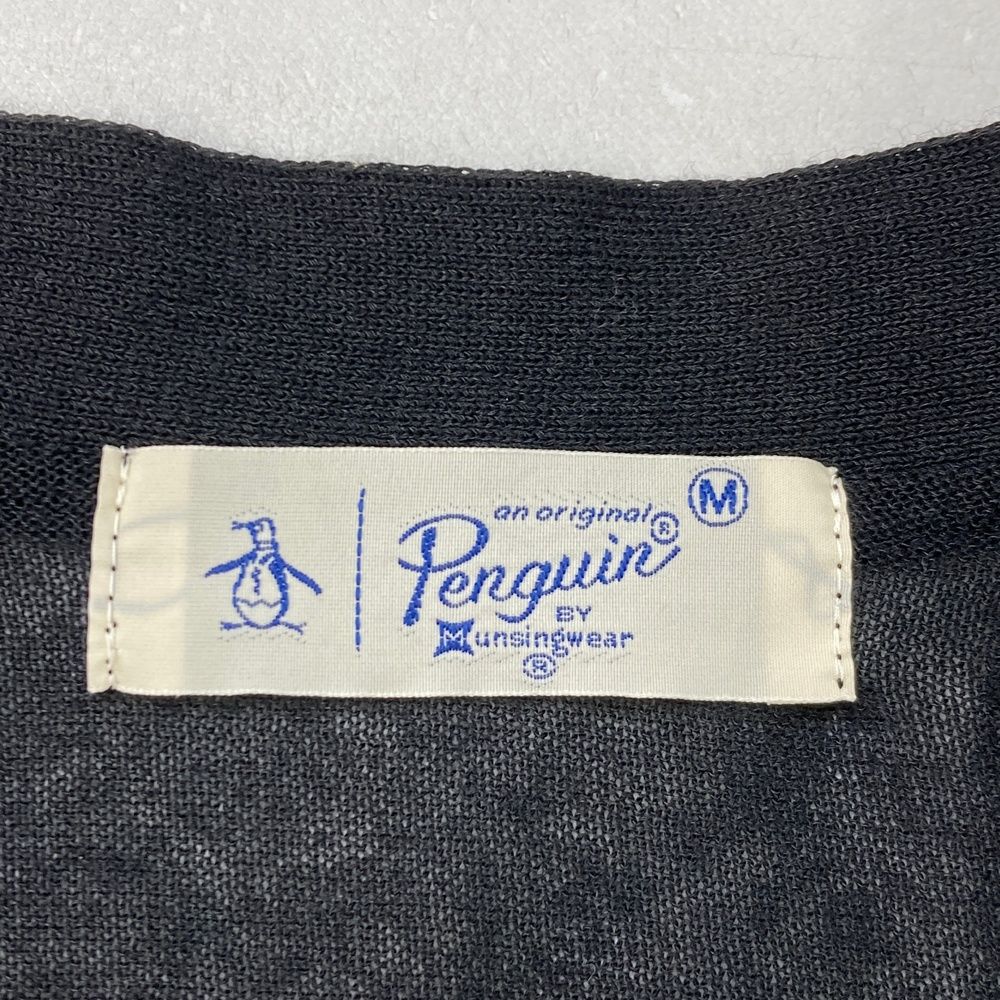 an original®
Ⓜ
Penguin
BY
Munsingwear
®